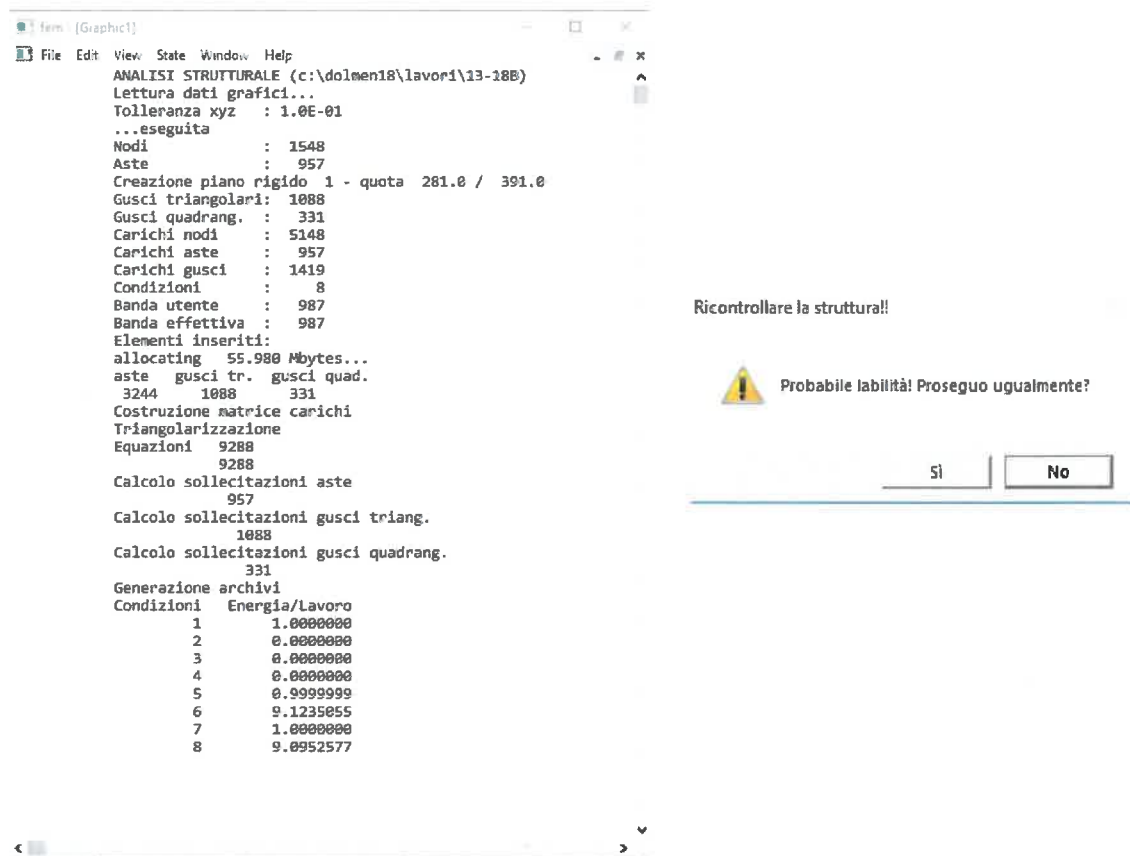 fem - [Graphic1]
File Edit View State Window Help
ANALISI STRUTTURALE (c:\dolmen18\lavori\13-18B)
Lettura dati grafici...
Tolleranza xyz : 1.0E-01
...eseguita
Nodi : 1548
Aste : 957
Creazione piano rigido 1 - quota 281.0 / 391.0
Gusci triangolari: 1088
Gusci quadrang. : 331
Carichi nodi : 5148
Carichi aste : 957
Carichi gusci : 1419
Condizioni : 8
Banda utente : 987
Banda effettiva : 987
Elementi inseriti:
allocating 55.980 Mbytes...
aste gusci tr. gusci quad.
3244 1088 331
Costruzione matrice carichi
Triangolarizzazione
Equazioni 9288
9288
Calcolo sollecitazioni aste
957
Calcolo sollecitazioni gusci triang.
1088
Calcolo sollecitazioni gusci quadrang.
331
Generazione archivi
Condizioni Energia/Lavoro
1 1.0000000
2 0.0000000
3 0.0000000
4 0.0000000
5 0.9999999
6 9.1235055
7 1.0000000
8 9.0952577
Ricontrollare la struttura!!
Probabile labilità! Proseguo ugualmente?
Sì No